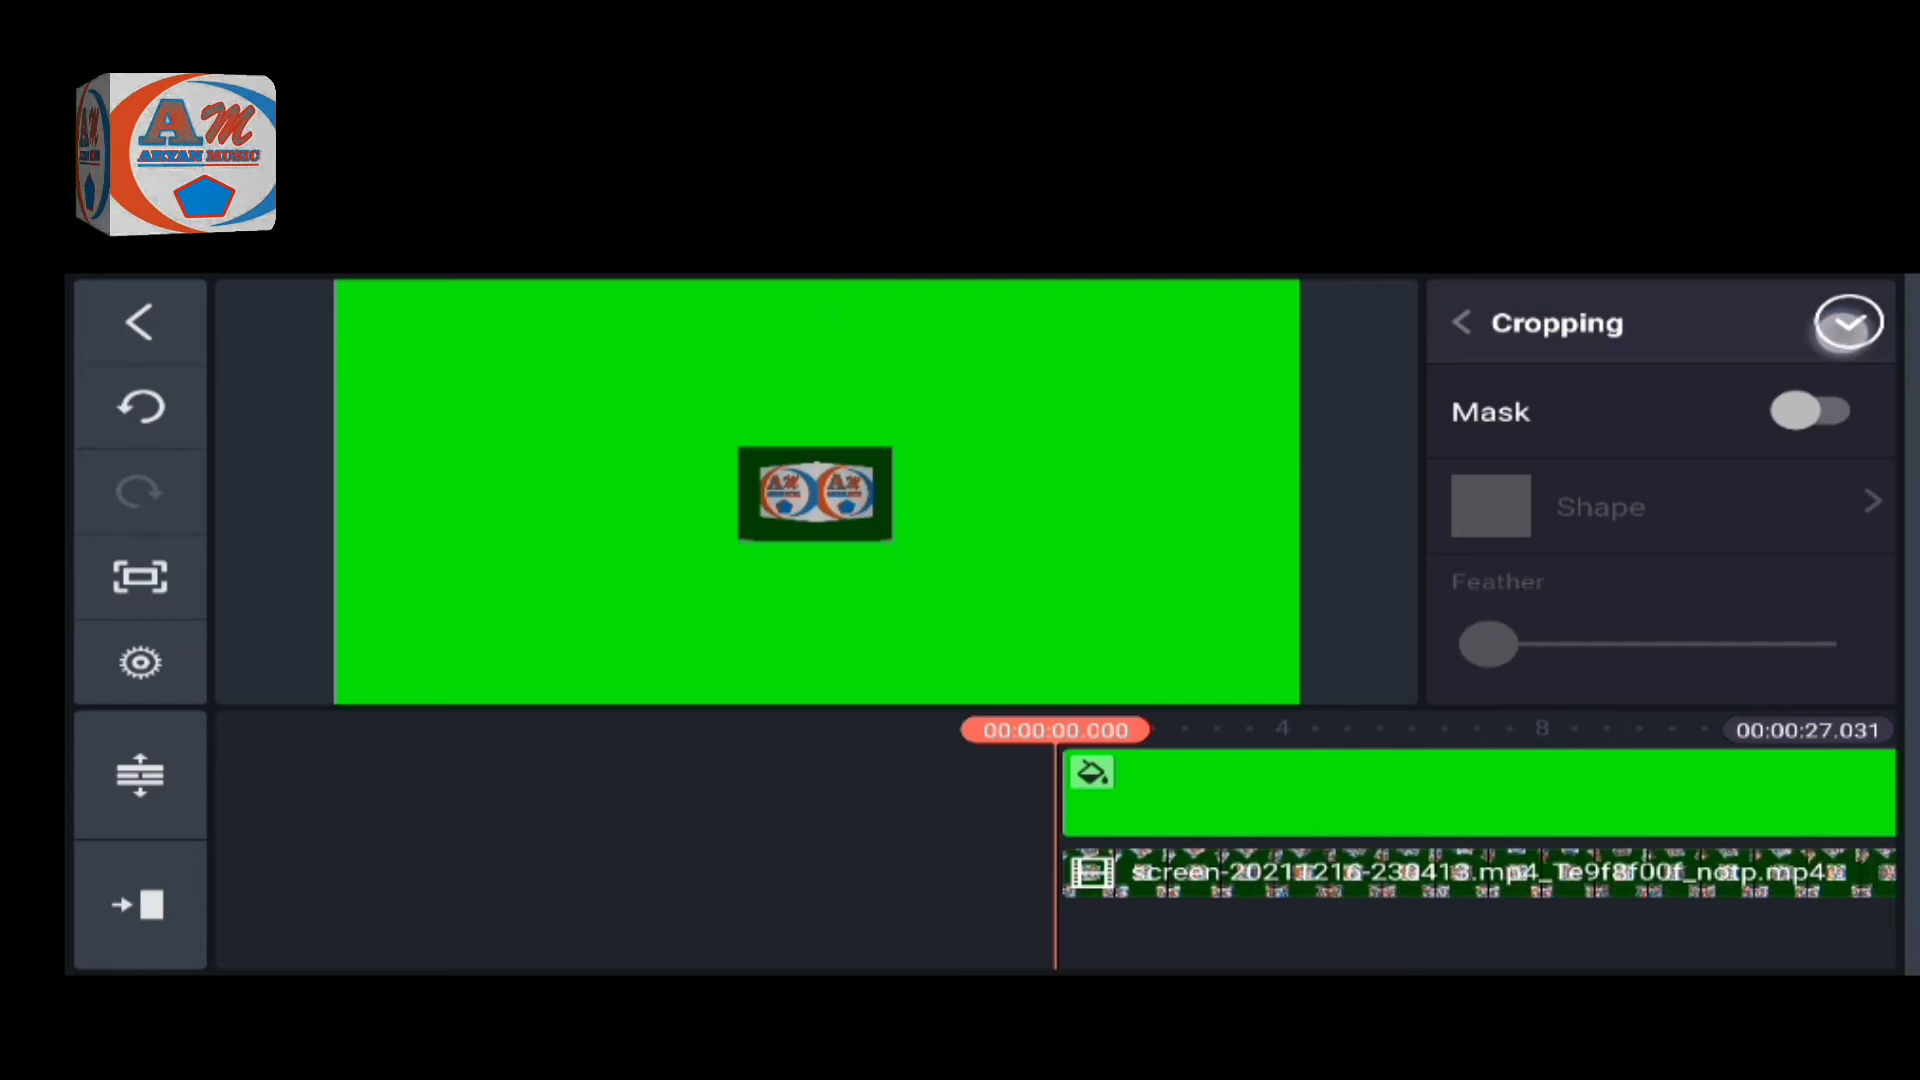 AM
ARYAN MUSIC
Cropping
Mask
Shape
Feather
00:00:00.000
4
8
00:00:27.031
screen-20211216-230413.mp4_1e9f8f00f_notp.mp4